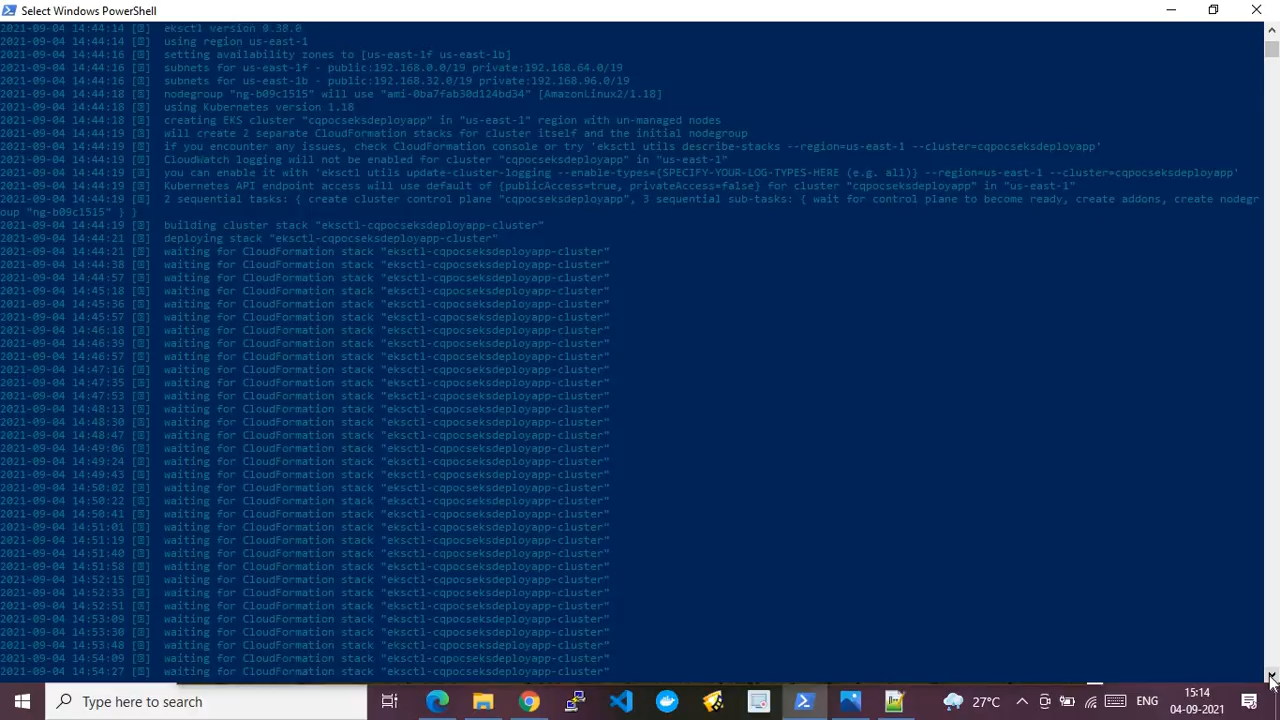 Select Windows PowerShell
2021-09-04 14:44:14 [ℹ]  eksctl version 0.38.0
2021-09-04 14:44:14 [ℹ]  using region us-east-1
2021-09-04 14:44:16 [ℹ]  setting availability zones to [us-east-1f us-east-1b]
2021-09-04 14:44:16 [ℹ]  subnets for us-east-1f - public:192.168.0.0/19 private:192.168.64.0/19
2021-09-04 14:44:16 [ℹ]  subnets for us-east-1b - public:192.168.32.0/19 private:192.168.96.0/19
2021-09-04 14:44:18 [ℹ]  nodegroup "ng-b09c1515" will use "ami-0ba7fab30d124bd34" [AmazonLinux2/1.18]
2021-09-04 14:44:18 [ℹ]  using Kubernetes version 1.18
2021-09-04 14:44:18 [ℹ]  creating EKS cluster "cqpocseksdeployapp" in "us-east-1" region with un-managed nodes
2021-09-04 14:44:19 [ℹ]  will create 2 separate CloudFormation stacks for cluster itself and the initial nodegroup
2021-09-04 14:44:19 [ℹ]  if you encounter any issues, check CloudFormation console or try 'eksctl utils describe-stacks --region=us-east-1 --cluster=cqpocseksdeployapp'
2021-09-04 14:44:19 [ℹ]  CloudWatch logging will not be enabled for cluster "cqpocseksdeployapp" in "us-east-1"
2021-09-04 14:44:19 [ℹ]  you can enable it with 'eksctl utils update-cluster-logging --enable-types={SPECIFY-YOUR-LOG-TYPES-HERE (e.g. all)} --region=us-east-1 --cluster=cqpocseksdeployapp'
2021-09-04 14:44:19 [ℹ]  Kubernetes API endpoint access will use default of {publicAccess=true, privateAccess=false} for cluster "cqpocseksdeployapp" in "us-east-1"
2021-09-04 14:44:19 [ℹ]  2 sequential tasks: { create cluster control plane "cqpocseksdeployapp", 3 sequential sub-tasks: { wait for control plane to become ready, create addons, create nodegr
oup "ng-b09c1515" } }
2021-09-04 14:44:19 [ℹ]  building cluster stack "eksctl-cqpocseksdeployapp-cluster"
2021-09-04 14:44:21 [ℹ]  deploying stack "eksctl-cqpocseksdeployapp-cluster"
2021-09-04 14:44:21 [ℹ]  waiting for CloudFormation stack "eksctl-cqpocseksdeployapp-cluster"
2021-09-04 14:44:38 [ℹ]  waiting for CloudFormation stack "eksctl-cqpocseksdeployapp-cluster"
2021-09-04 14:44:57 [ℹ]  waiting for CloudFormation stack "eksctl-cqpocseksdeployapp-cluster"
2021-09-04 14:45:18 [ℹ]  waiting for CloudFormation stack "eksctl-cqpocseksdeployapp-cluster"
2021-09-04 14:45:36 [ℹ]  waiting for CloudFormation stack "eksctl-cqpocseksdeployapp-cluster"
2021-09-04 14:45:57 [ℹ]  waiting for CloudFormation stack "eksctl-cqpocseksdeployapp-cluster"
2021-09-04 14:46:18 [ℹ]  waiting for CloudFormation stack "eksctl-cqpocseksdeployapp-cluster"
2021-09-04 14:46:39 [ℹ]  waiting for CloudFormation stack "eksctl-cqpocseksdeployapp-cluster"
2021-09-04 14:46:57 [ℹ]  waiting for CloudFormation stack "eksctl-cqpocseksdeployapp-cluster"
2021-09-04 14:47:16 [ℹ]  waiting for CloudFormation stack "eksctl-cqpocseksdeployapp-cluster"
2021-09-04 14:47:35 [ℹ]  waiting for CloudFormation stack "eksctl-cqpocseksdeployapp-cluster"
2021-09-04 14:47:53 [ℹ]  waiting for CloudFormation stack "eksctl-cqpocseksdeployapp-cluster"
2021-09-04 14:48:13 [ℹ]  waiting for CloudFormation stack "eksctl-cqpocseksdeployapp-cluster"
2021-09-04 14:48:30 [ℹ]  waiting for CloudFormation stack "eksctl-cqpocseksdeployapp-cluster"
2021-09-04 14:48:47 [ℹ]  waiting for CloudFormation stack "eksctl-cqpocseksdeployapp-cluster"
2021-09-04 14:49:06 [ℹ]  waiting for CloudFormation stack "eksctl-cqpocseksdeployapp-cluster"
2021-09-04 14:49:24 [ℹ]  waiting for CloudFormation stack "eksctl-cqpocseksdeployapp-cluster"
2021-09-04 14:49:43 [ℹ]  waiting for CloudFormation stack "eksctl-cqpocseksdeployapp-cluster"
2021-09-04 14:50:02 [ℹ]  waiting for CloudFormation stack "eksctl-cqpocseksdeployapp-cluster"
2021-09-04 14:50:22 [ℹ]  waiting for CloudFormation stack "eksctl-cqpocseksdeployapp-cluster"
2021-09-04 14:50:41 [ℹ]  waiting for CloudFormation stack "eksctl-cqpocseksdeployapp-cluster"
2021-09-04 14:51:01 [ℹ]  waiting for CloudFormation stack "eksctl-cqpocseksdeployapp-cluster"
2021-09-04 14:51:19 [ℹ]  waiting for CloudFormation stack "eksctl-cqpocseksdeployapp-cluster"
2021-09-04 14:51:40 [ℹ]  waiting for CloudFormation stack "eksctl-cqpocseksdeployapp-cluster"
2021-09-04 14:51:58 [ℹ]  waiting for CloudFormation stack "eksctl-cqpocseksdeployapp-cluster"
2021-09-04 14:52:15 [ℹ]  waiting for CloudFormation stack "eksctl-cqpocseksdeployapp-cluster"
2021-09-04 14:52:33 [ℹ]  waiting for CloudFormation stack "eksctl-cqpocseksdeployapp-cluster"
2021-09-04 14:52:51 [ℹ]  waiting for CloudFormation stack "eksctl-cqpocseksdeployapp-cluster"
2021-09-04 14:53:09 [ℹ]  waiting for CloudFormation stack "eksctl-cqpocseksdeployapp-cluster"
2021-09-04 14:53:30 [ℹ]  waiting for CloudFormation stack "eksctl-cqpocseksdeployapp-cluster"
2021-09-04 14:53:48 [ℹ]  waiting for CloudFormation stack "eksctl-cqpocseksdeployapp-cluster"
2021-09-04 14:54:09 [ℹ]  waiting for CloudFormation stack "eksctl-cqpocseksdeployapp-cluster"
2021-09-04 14:54:27 [ℹ]  waiting for CloudFormation stack "eksctl-cqpocseksdeployapp-cluster"
Type here to search
27°C
ENG
15:14
04-09-2021